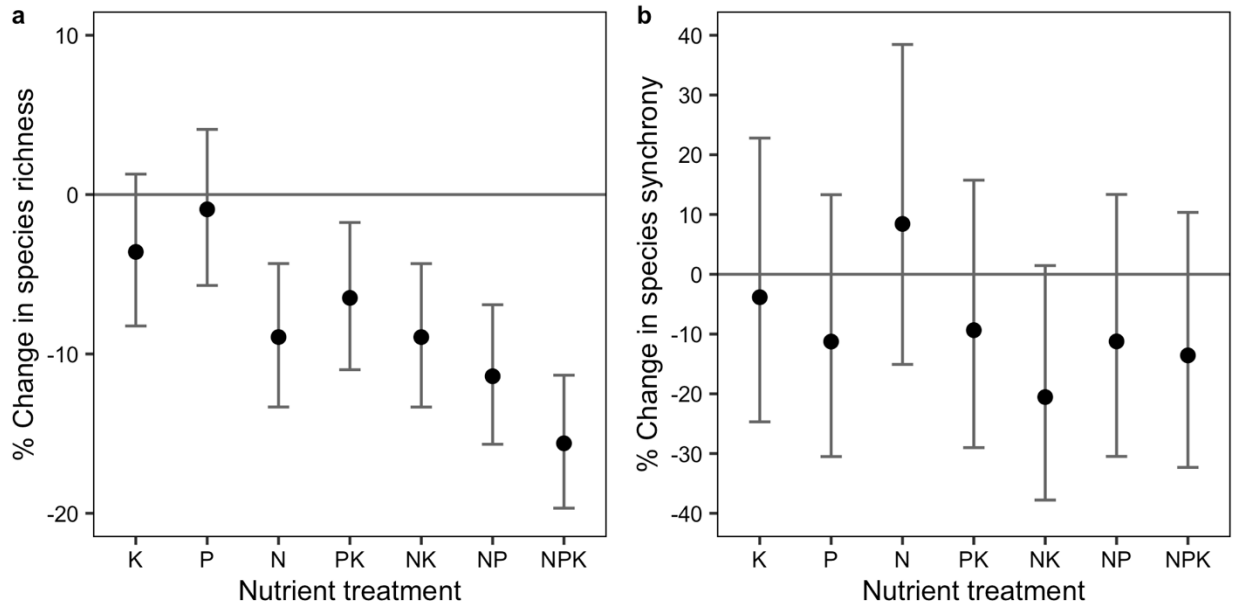 a
% Change in species richness
10
0
-10
-20
K P N PK NK NP NPK
Nutrient treatment
b
% Change in species synchrony
40
30
20
10
0
-10
-20
-30
-40
K P N PK NK NP NPK
Nutrient treatment